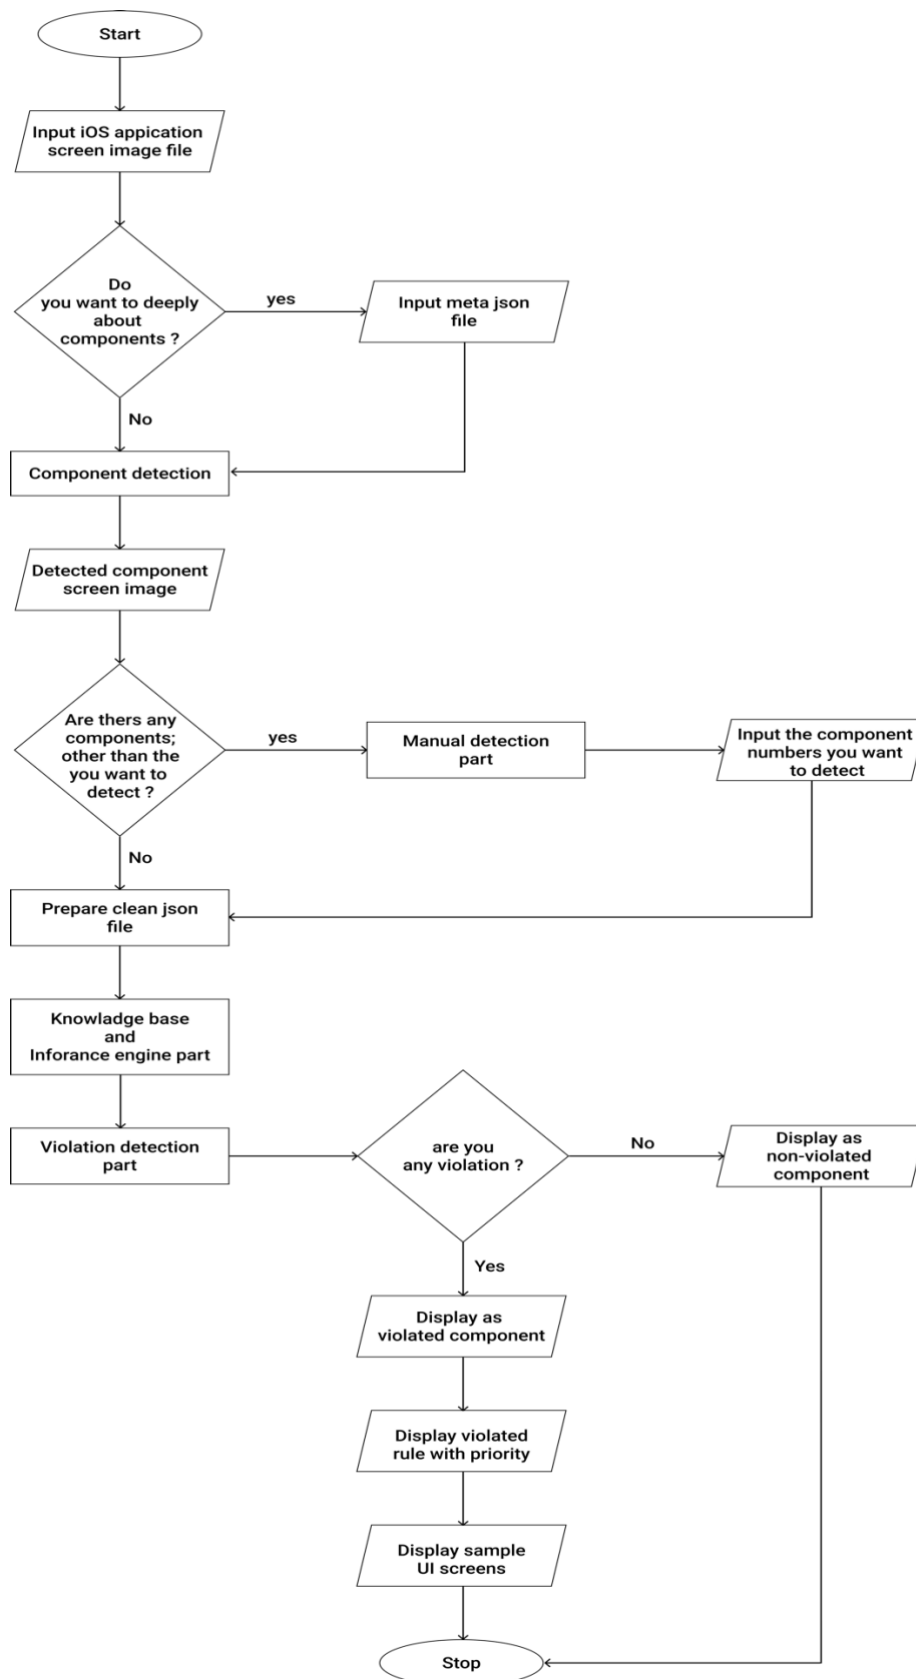 Start
Input iOS appication
screen image file
Do
you want to deeply
about
components ?
yes
Input meta json
file
No
Component detection
Detected component
screen image
Are thers any
components;
other than the
you want to
detect ?
yes
Manual detection
part
Input the component
numbers you want
to detect
No
Prepare clean json
file
Knowladge base
and
Inforance engine part
Violation detection
part
are you
any violation ?
No
Display as
non-violated
component
Yes
Display as
violated component
Display violated
rule with priority
Display sample
UI screens
Stop